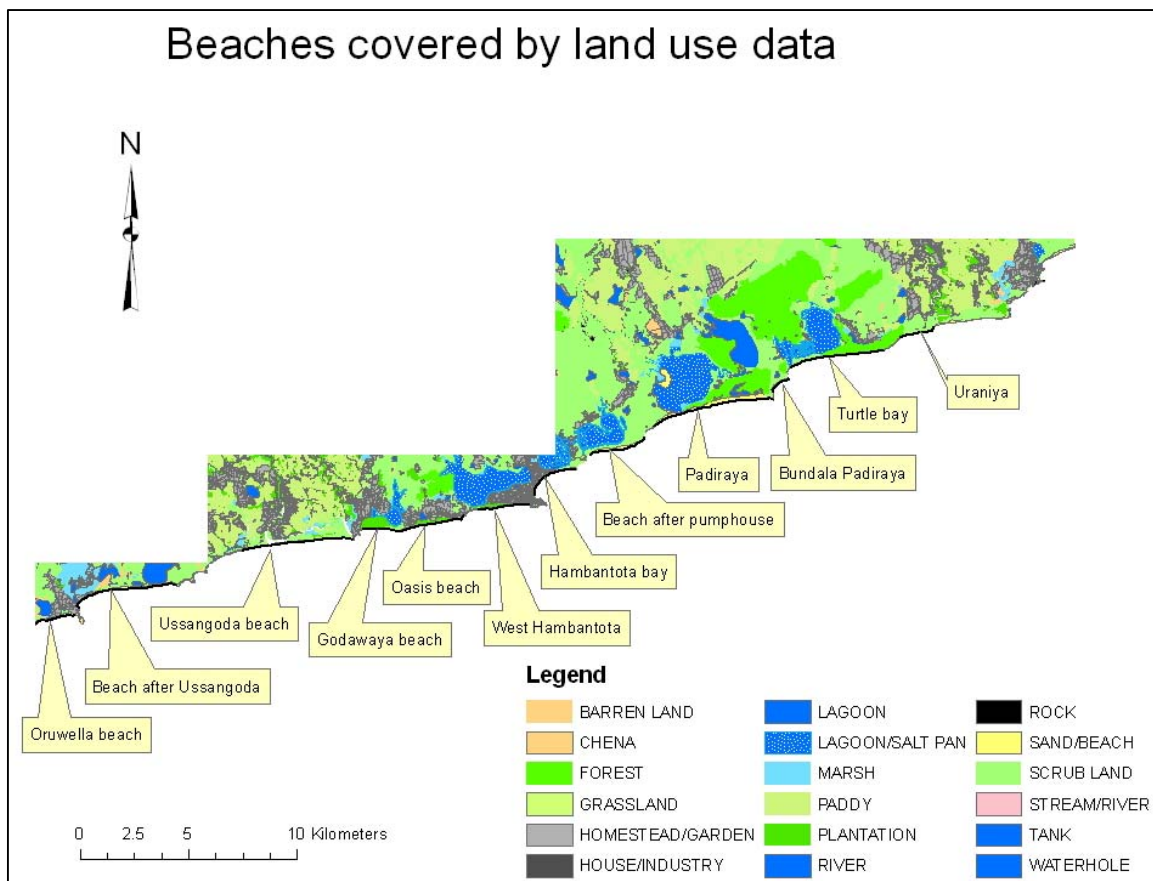 Beaches covered by land use data
N
Uraniya
Turtle bay
Bundala Padiraya
Padiraya
Beach after pumphouse
Hambantota bay
Oasis beach
West Hambantota
Godawaya beach
Ussangoda beach
Beach after Ussangoda
Oruwella beach
Legend
BARREN LAND
CHENA
FOREST
GRASSLAND
HOMESTEAD/GARDEN
HOUSE/INDUSTRY
LAGOON
LAGOON/SALT PAN
MARSH
PADDY
PLANTATION
RIVER
ROCK
SAND/BEACH
SCRUB LAND
STREAM/RIVER
TANK
WATERHOLE
0 2.5 5 10 Kilometers